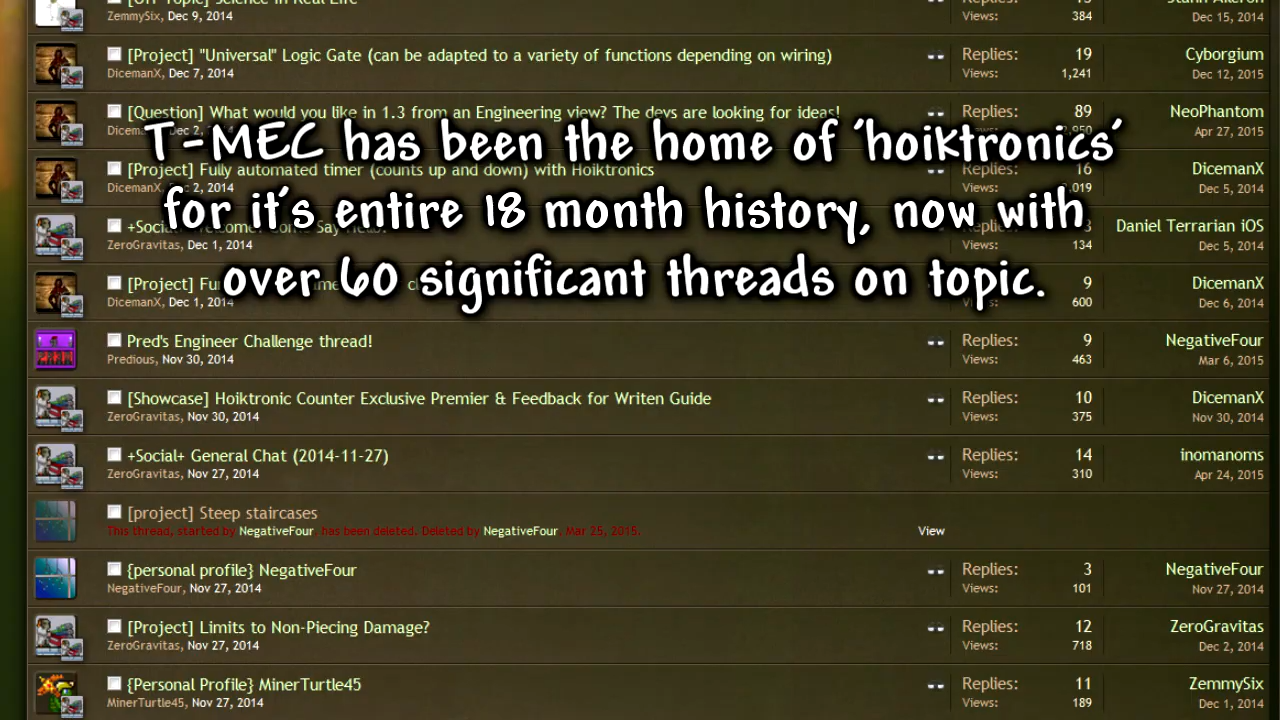 [Off-Topic] Science in Real Life
ZemmySix, Dec 9, 2014
Views: 384
Dec 15, 2014
[Project] "Universal" Logic Gate (can be adapted to a variety of functions depending on wiring)
DicemanX, Dec 7, 2014
Replies: 19
Views: 1,241
Cyborgium
Dec 12, 2015
[Question] What would you like in 1.3 from an Engineering view? The devs are looking for ideas!
Replies: 89
NeoPhantom
Apr 27, 2015
T-MEC has been the home of 'hoiktronics'
for it's entire 18 month history, now with
over 60 significant threads on topic.
[Project] Fully automated timer (counts up and down) with Hoiktronics
DicemanX, Dec 2, 2014
Replies: 16
DicemanX
Dec 5, 2014
ZeroGravitas, Dec 1, 2014
Views: 134
Daniel Terrarian iOS
Dec 5, 2014
[Project]
DicemanX, Dec 1, 2014
Replies: 9
Views: 600
DicemanX
Dec 6, 2014
Pred's Engineer Challenge thread!
Predious, Nov 30, 2014
Replies: 9
Views: 463
NegativeFour
Mar 6, 2015
[Showcase] Hoiktronic Counter Exclusive Premier & Feedback for Writen Guide
ZeroGravitas, Nov 30, 2014
Replies: 10
Views: 375
DicemanX
Nov 30, 2014
+Social+ General Chat (2014-11-27)
ZeroGravitas, Nov 27, 2014
Replies: 14
Views: 310
inomanoms
Apr 24, 2015
[project] Steep staircases
This thread, started by NegativeFour, has been deleted. Deleted by NegativeFour, Mar 25, 2015.
View
{personal profile} NegativeFour
NegativeFour, Nov 27, 2014
Replies: 3
Views: 101
NegativeFour
Nov 27, 2014
[Project] Limits to Non-Piecing Damage?
ZeroGravitas, Nov 27, 2014
Replies: 12
Views: 718
ZeroGravitas
Dec 2, 2014
{Personal Profile} MinerTurtle45
MinerTurtle45, Nov 27, 2014
Replies: 11
Views: 189
ZemmySix
Dec 1, 2014